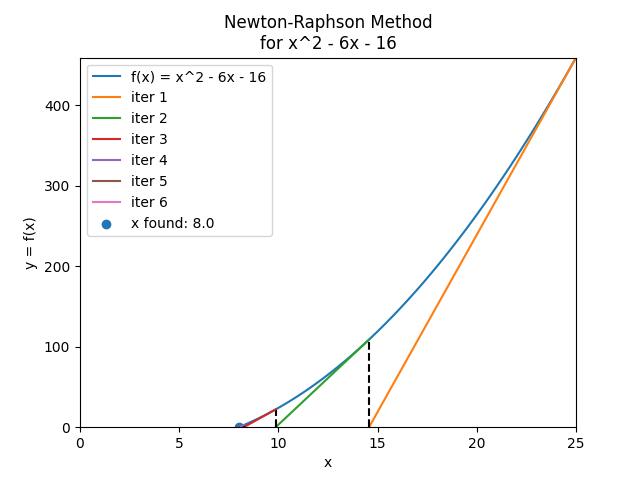 Newton-Raphson Method
for x^2 - 6x - 16
f(x) = x^2 - 6x - 16
iter 1
iter 2
iter 3
iter 4
iter 5
iter 6
x found: 8.0
y = f(x)
400
300
200
100
0
0 5 10 15 20 25
x